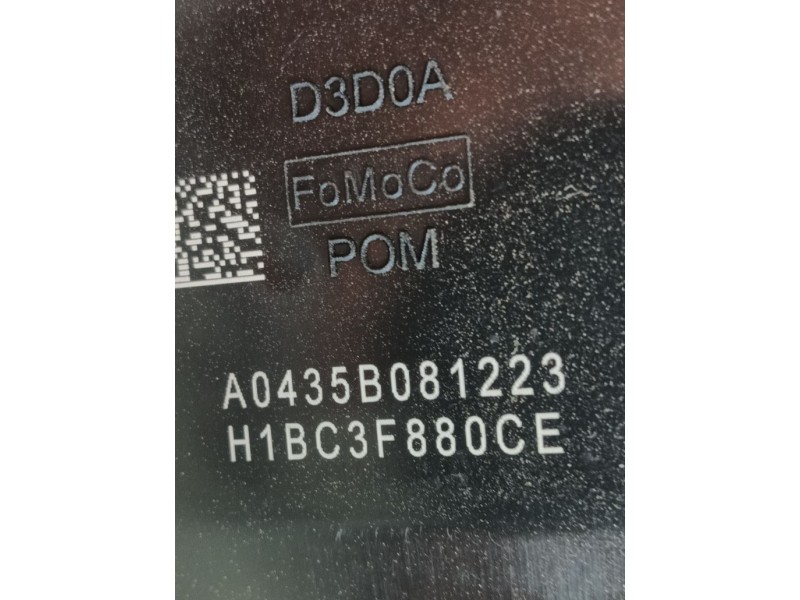 D3D0A
FoMoCo
POM
A0435B081223
H1BC3F880CE